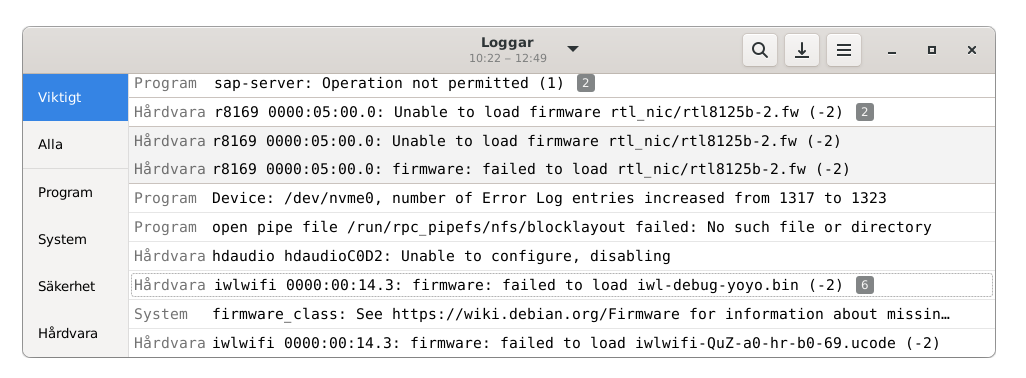 Loggar
10:22 – 12:49
Viktigt
Alla
Program
System
Säkerhet
Hårdvara
Program sap-server: Operation not permitted (1) 2
Hårdvara r8169 0000:05:00.0: Unable to load firmware rtl_nic/rtl8125b-2.fw (-2) 2
Hårdvara r8169 0000:05:00.0: Unable to load firmware rtl_nic/rtl8125b-2.fw (-2)
Hårdvara r8169 0000:05:00.0: firmware: failed to load rtl_nic/rtl8125b-2.fw (-2)
Program Device: /dev/nvme0, number of Error Log entries increased from 1317 to 1323
Program open pipe file /run/rpc_pipefs/nfs/blocklayout failed: No such file or directory
Hårdvara hdaudio hdaudioC0D2: Unable to configure, disabling
Hårdvara iwlwifi 0000:00:14.3: firmware: failed to load iwl-debug-yoyo.bin (-2) 6
System firmware_class: See https://wiki.debian.org/Firmware for information about missin…
Hårdvara iwlwifi 0000:00:14.3: firmware: failed to load iwlwifi-QuZ-a0-hr-b0-69.ucode (-2)